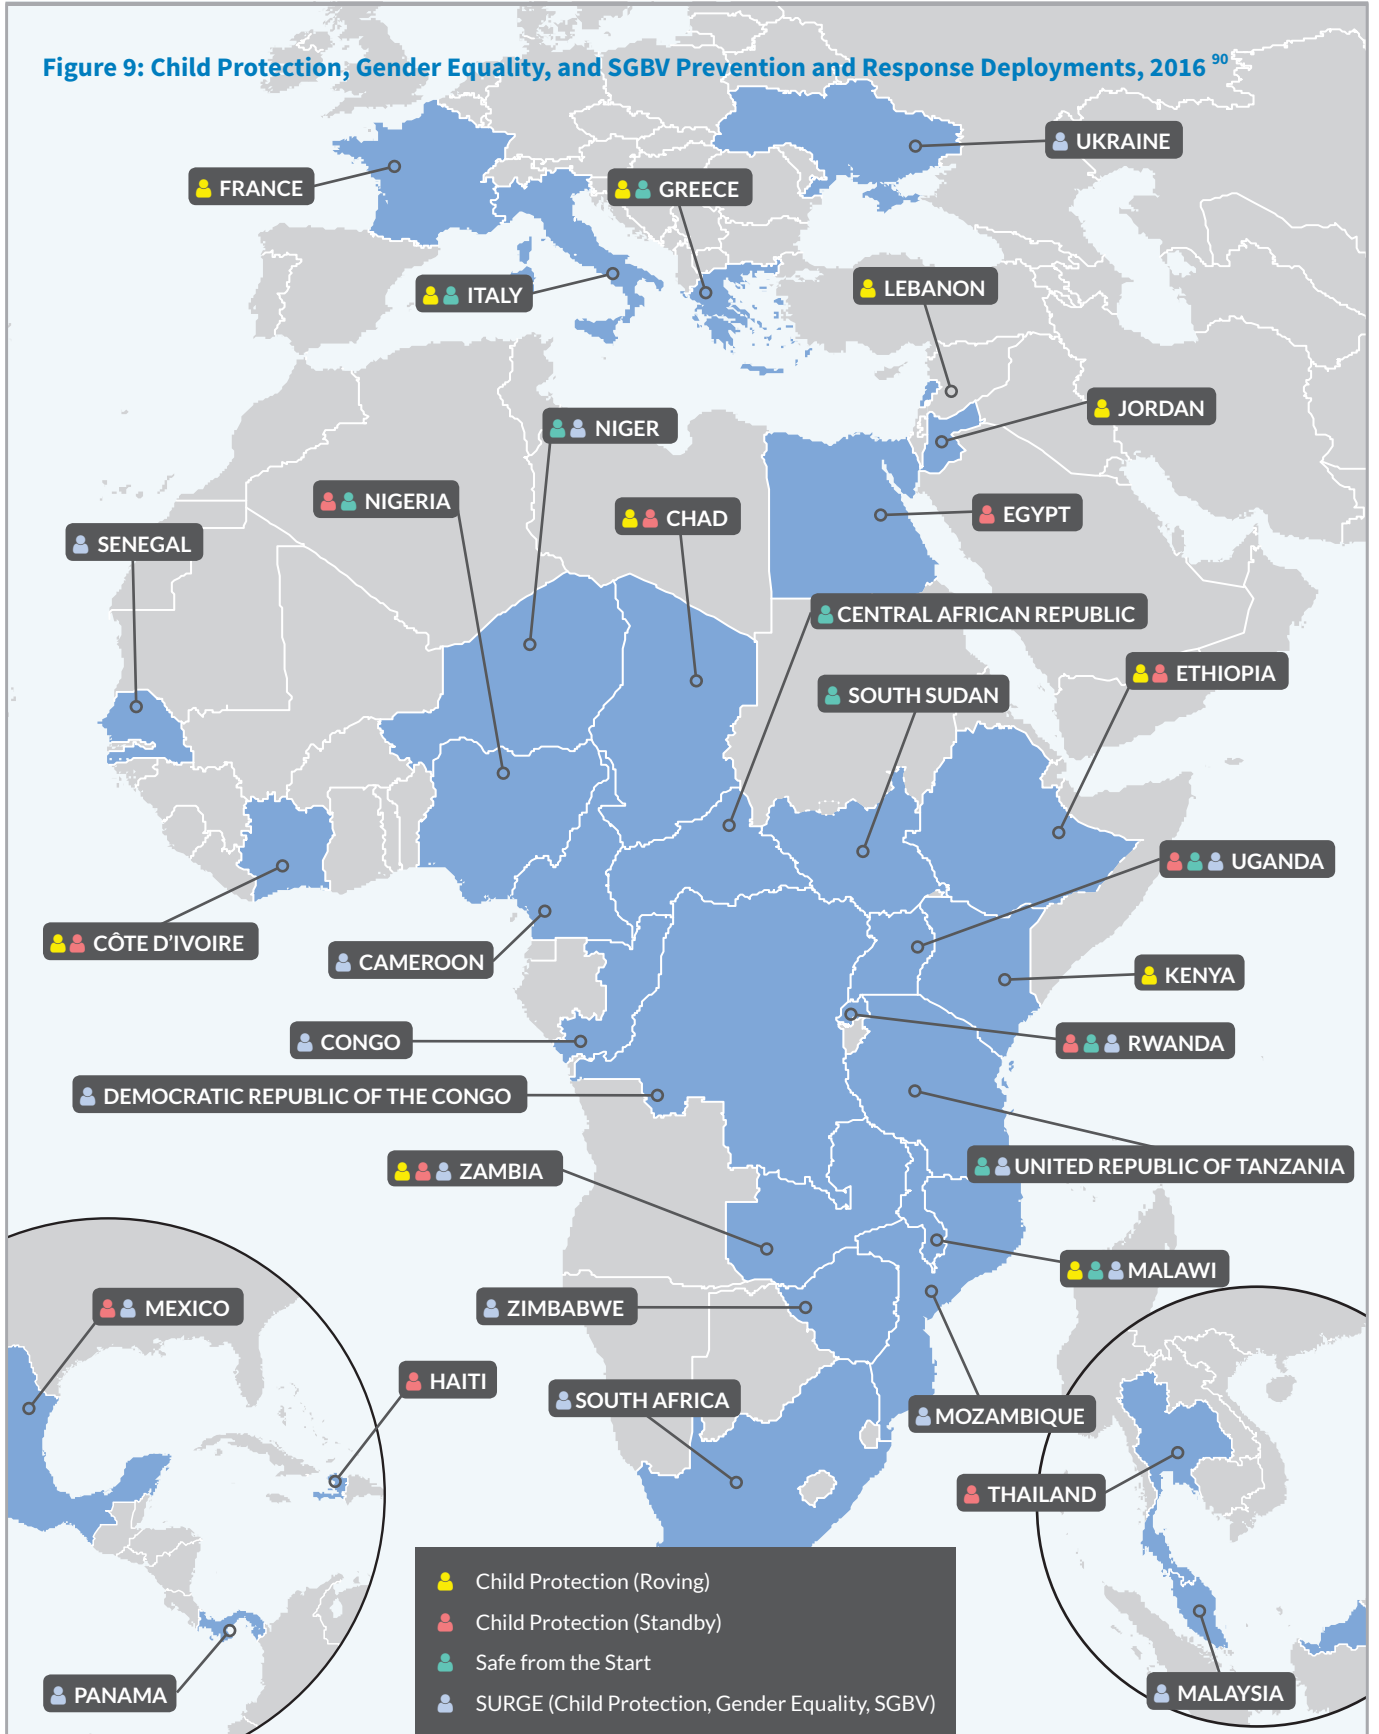 Figure 9: Child Protection, Gender Equality, and SGBV Prevention and Response Deployments, 2016 90
UKRAINE
FRANCE
GREECE
ITALY
LEBANON
JORDAN
NIGER
NIGERIA
CHAD
EGYPT
SENEGAL
CENTRAL AFRICAN REPUBLIC
ETHIOPIA
SOUTH SUDAN
UGANDA
CÔTE D'IVOIRE
CAMEROON
KENYA
CONGO
RWANDA
DEMOCRATIC REPUBLIC OF THE CONGO
ZAMBIA
UNITED REPUBLIC OF TANZANIA
MALAWI
MEXICO
ZIMBABWE
HAITI
SOUTH AFRICA
MOZAMBIQUE
THAILAND
PANAMA
MALAYSIA
Child Protection (Roving)
Child Protection (Standby)
Safe from the Start
SURGE (Child Protection, Gender Equality, SGBV)